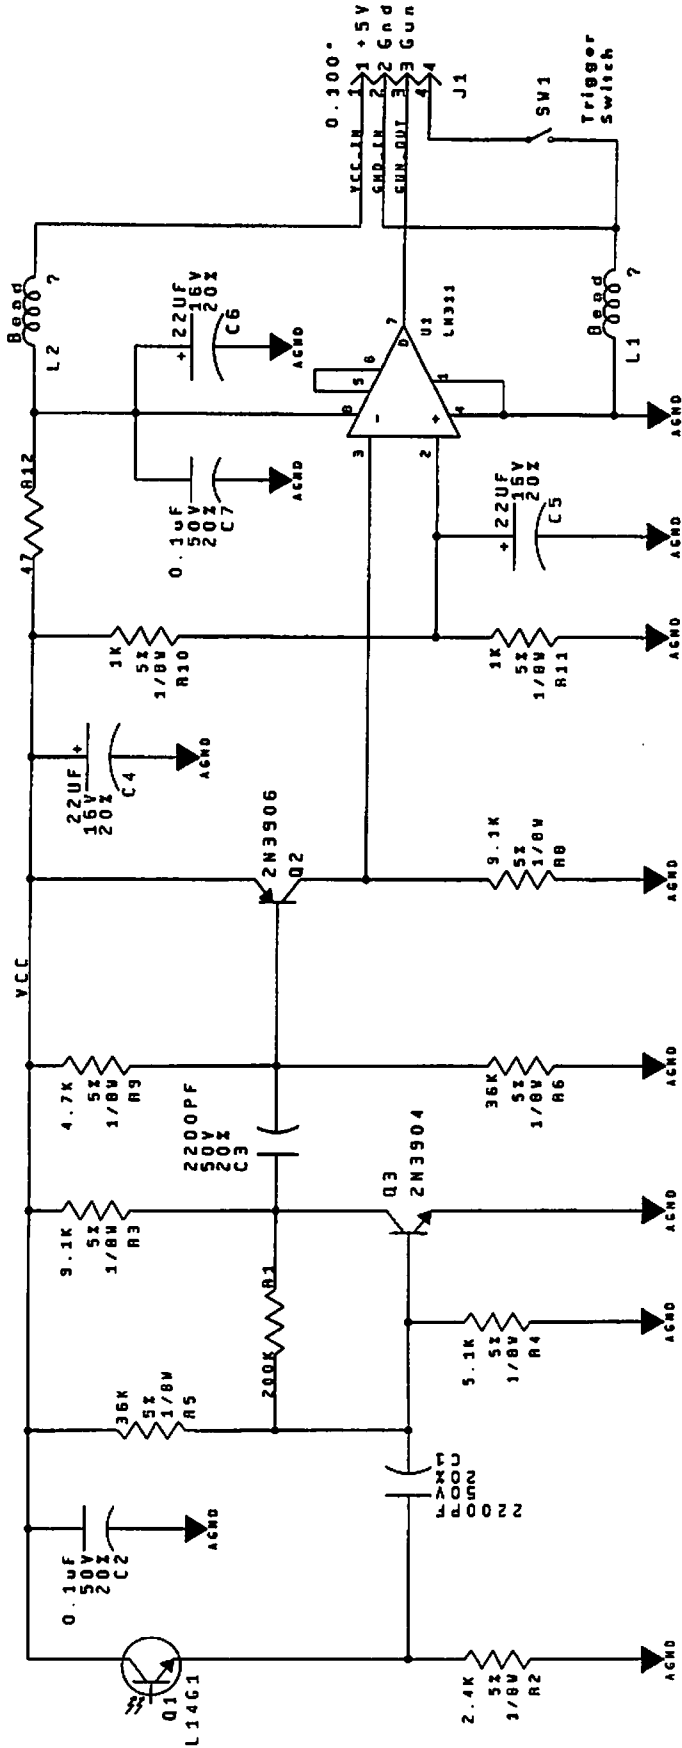 Q1
L14G1
2.4K
5%
1/8W
R2
AGND
0.1uF
50V
20%
C2
AGND
2200PF
50V
20%
C1
36K
5%
1/8W
R5
200K
R1
5.1K
5%
1/8W
R4
AGND
9.1K
5%
1/8W
R3
Q3
2N3904
AGND
2200PF
50V
20%
C3
4.7K
5%
1/8W
R9
36K
5%
1/8W
R6
AGND
VCC
2N3906
Q2
9.1K
5%
1/8W
R8
AGND
22UF
16V
20%
C4
+
AGND
1K
5%
1/8W
R10
1K
5%
1/8W
R11
AGND
47
R12
+
22UF
16V
20%
C5
AGND
0.1uF
50V
20%
C7
AGND
+
22UF
16V
20%
C6
AGND
Bead
?
L2
3
2
8
5
6
-
+
4
1
7
U1
LM311
AGND
Bead
?
L1
VCC_IN
GND_IN
GUN_OUT
0.100"
1 1 +5V
2 2 Gnd
3 3 Gun
4 4
J1
SW1
Trigger
Switch